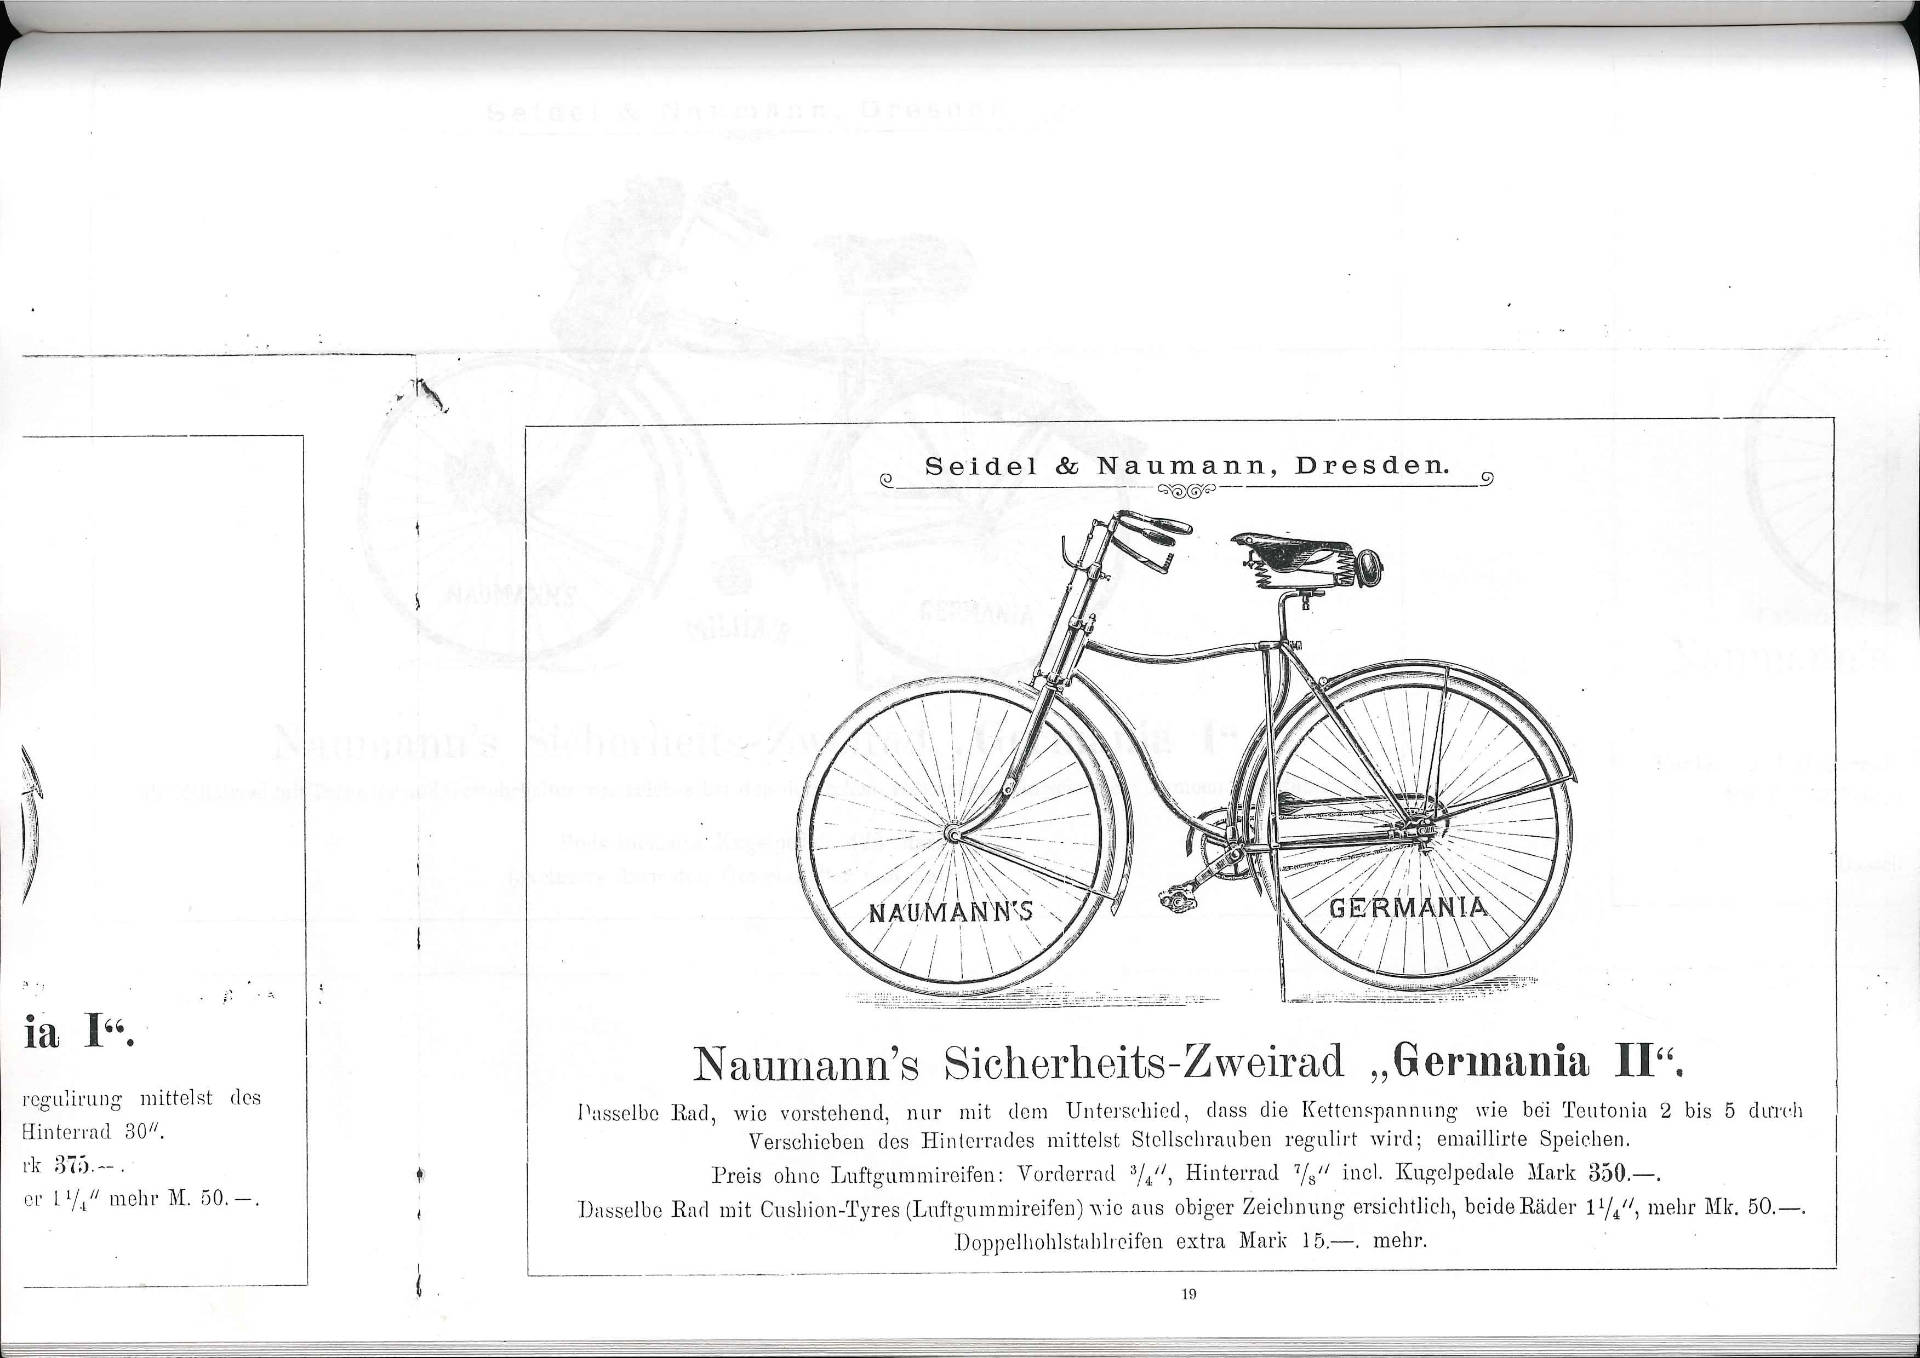 ia I“.
regulirung mittelst des
Hinterrad 30″.
rk 375.—.
er 1 1/4″ mehr M. 50.—.
Seidel & Naumann, Dresden.
NAUMANN'S GERMANIA
Naumann's Sicherheits-Zweirad „Germania II“.
Dasselbe Rad, wie vorstehend, nur mit dem Unterschied, dass die Kettenspannung wie bei Teutonia 2 bis 5 durch
Verschieben des Hinterrades mittelst Stellschrauben regulirt wird; emaillirte Speichen.
Preis ohne Luftgummireifen: Vorderrad 3/4″, Hinterrad 7/8″ incl. Kugelpedale Mark 350.—.
Dasselbe Rad mit Cushion-Tyres (Luftgummireifen) wie aus obiger Zeichnung ersichtlich, beide Räder 1 1/4″, mehr Mk. 50.—.
Doppelhohlstahlreifen extra Mark 15.—. mehr.
19